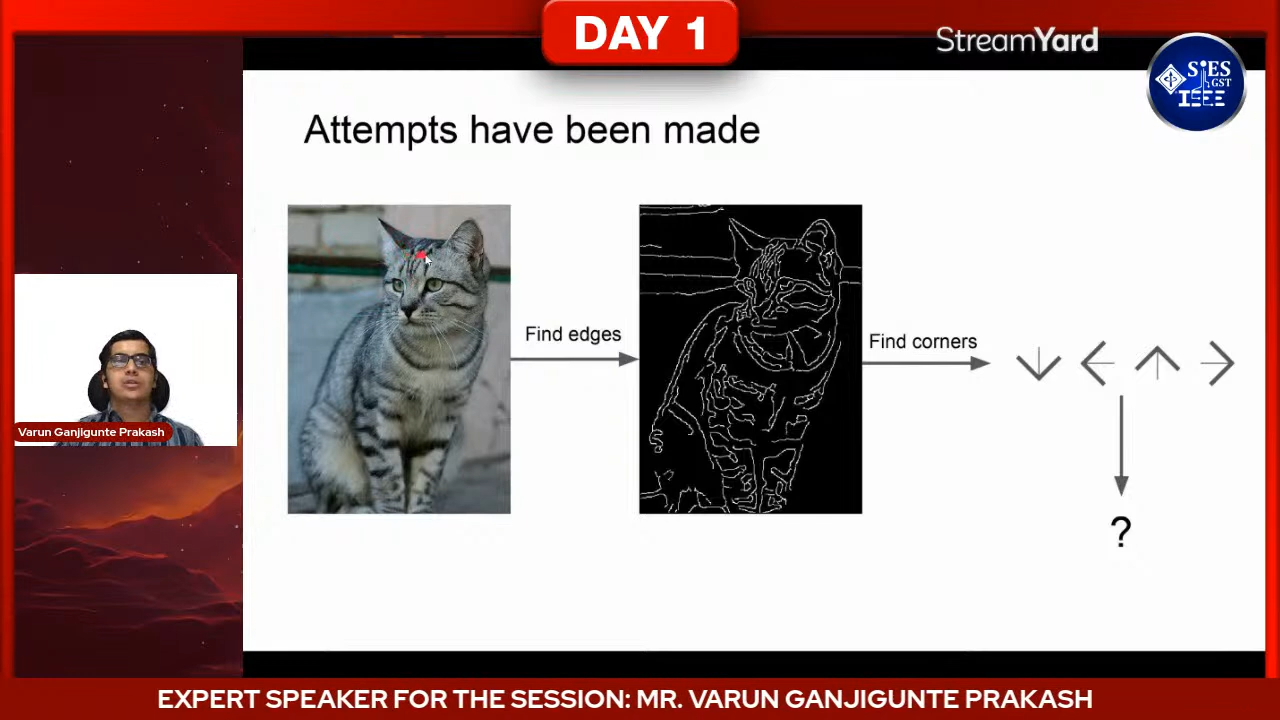 DAY 1
StreamYard
SIES
GST
IEEE
Attempts have been made
Find edges
Find corners
?
Varun Ganjigunte Prakash
EXPERT SPEAKER FOR THE SESSION: MR. VARUN GANJIGUNTE PRAKASH